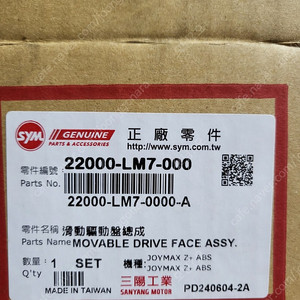 SYM GENUINE PARTS & ACCESSORIES 正廠零件
http://www.sym.com.tw
零件編號: 22000-LM7-000
Parts No.
22000-LM7-0000-A
零件名稱: 滑動驅動盤總成
Parts Name: MOVABLE DRIVE FACE ASSY.
數量: 1 SET 機種: JOYMAX Z+ ABS
Q'ty JOYMAX Z+ ABS
MADE IN TAIWAN 三陽工業 SANYANG MOTOR PD240604-2A